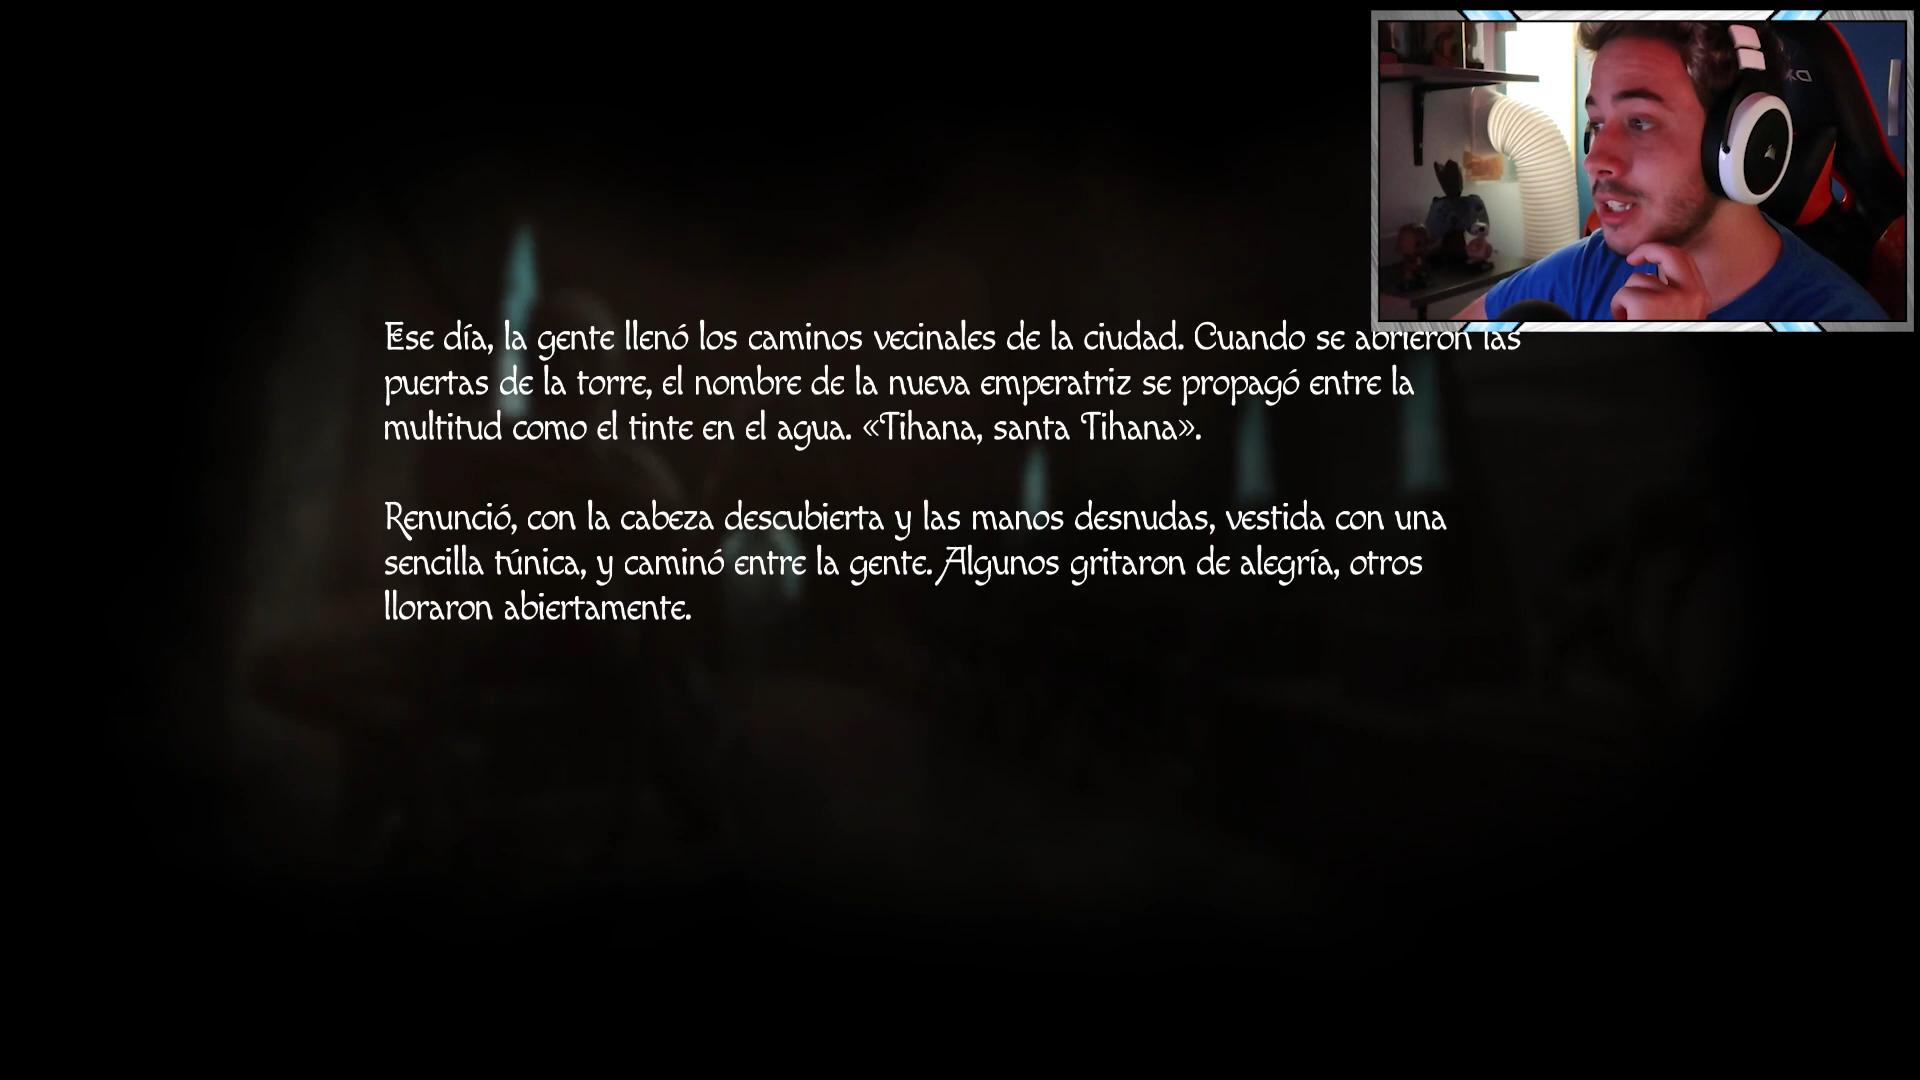 Ese día, la gente llenó los caminos vecinales de la ciudad. Cuando se abrieron las
puertas de la torre, el nombre de la nueva emperatriz se propagó entre la
multitud como el tinte en el agua. «Tihana, santa Tihana».
Renunció, con la cabeza descubierta y las manos desnudas, vestida con una
sencilla túnica, y caminó entre la gente. Algunos gritaron de alegría, otros
lloraron abiertamente.